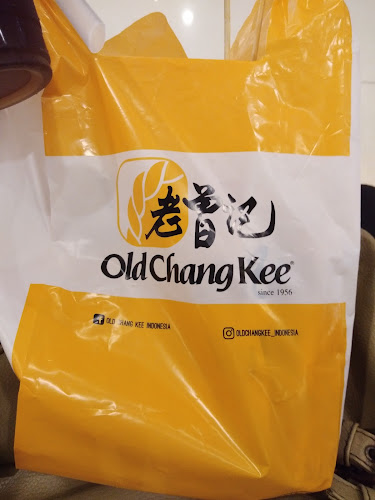 老曾记
Old Chang Kee®
since 1956
OLD CHANG KEE INDONESIA
OLDCHANGKEE_INDONESIA